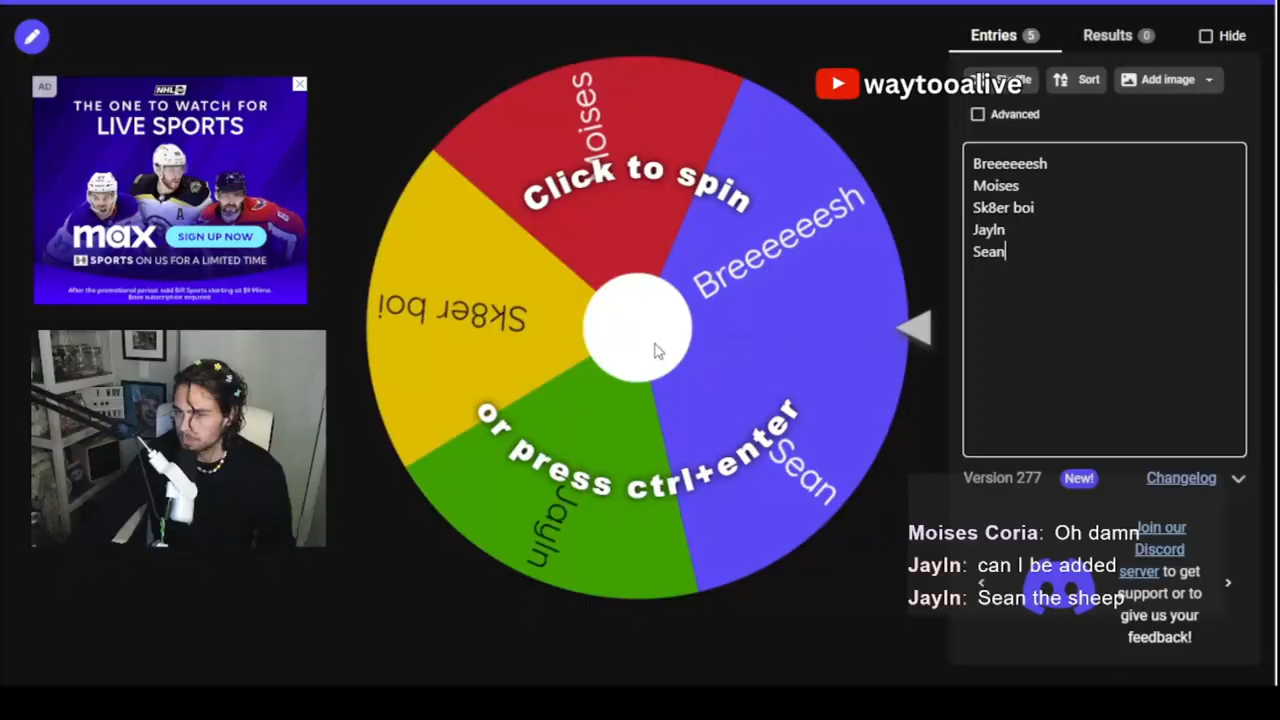 Entries 5
Results 0
Hide
AD
NHL
THE ONE TO WATCH FOR
LIVE SPORTS
max
SIGN UP NOW
B/R SPORTS ON US FOR A LIMITED TIME
waytooalive
Sort
Add image
Advanced
Breeeeeesh
Moises
Sk8er boi
Jayln
Sean
Moises
Breeeeeesh
Sk8er boi
Jayln
Sean
Click to spin
or press ctrl+enter
Version 277
New!
Changelog
Moises Coria: Oh damn
Jayln: can I be added
Jayln: Sean the sheep
Join our
Discord
server to get
support or to
give us your
feedback!